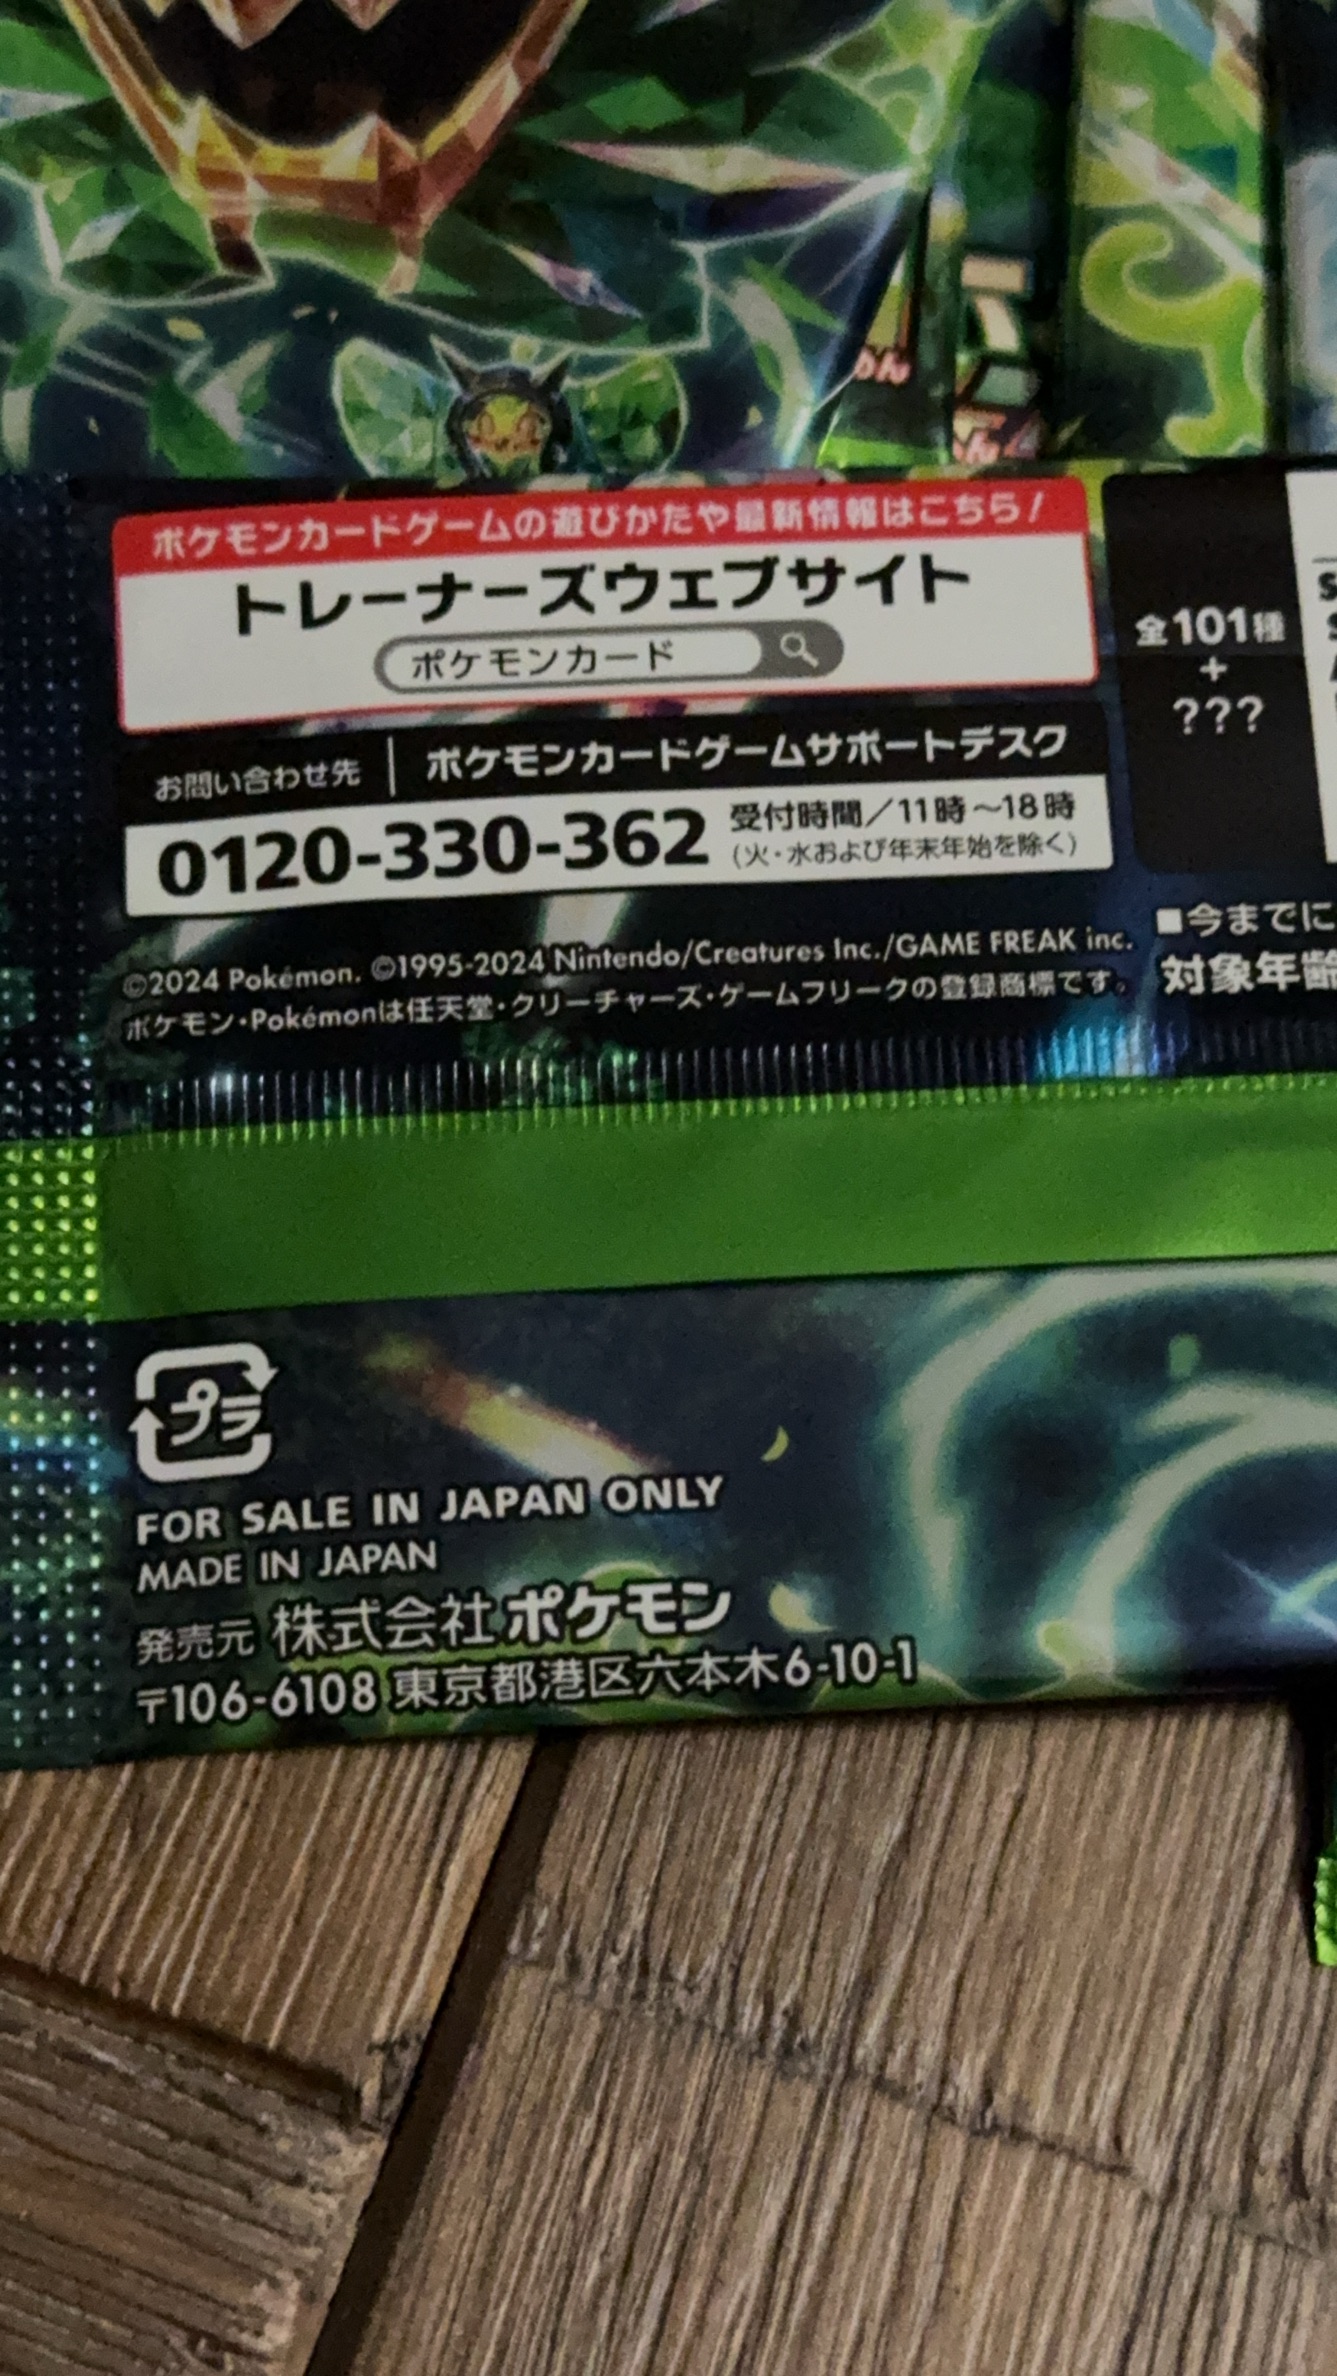 ポケモンカードゲームの遊びかたや最新情報はこちら!
トレーナーズウェブサイト
ポケモンカード
お問い合わせ先 | ポケモンカードゲームサポートデスク
0120-330-362
受付時間/11時〜18時
(火・水および年末年始を除く)
全101種
+
???
©2024 Pokémon. ©1995-2024 Nintendo/Creatures Inc./GAME FREAK inc.
ポケモン・Pokémonは任天堂・クリーチャーズ・ゲームフリークの登録商標です。
■今までに
対象年齢
プラ
FOR SALE IN JAPAN ONLY
MADE IN JAPAN
発売元 株式会社ポケモン
〒106-6108 東京都港区六本木6-10-1